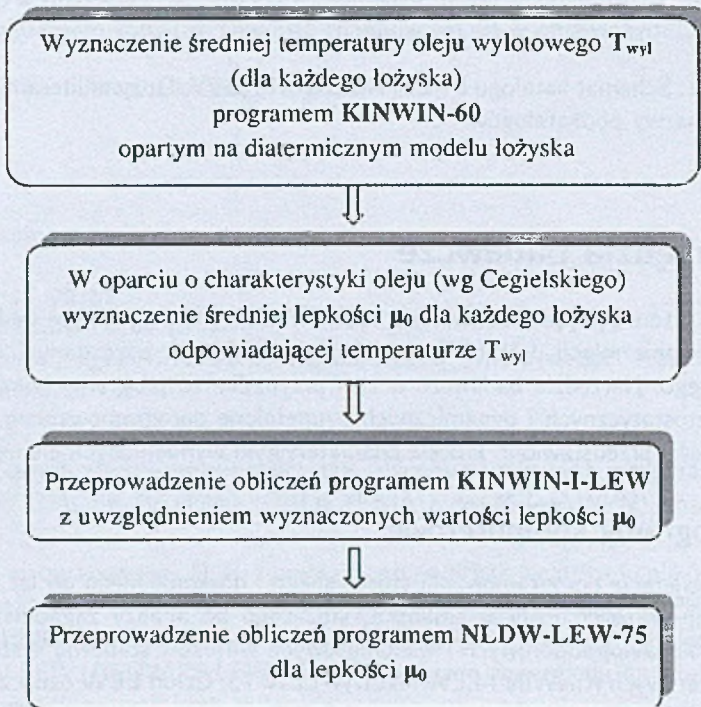 Wyznaczenie średniej temperatury oleju wylotowego T_wyl
(dla każdego łożyska)
programem KINWIN-60
opartym na diatermicznym modelu łożyska
W oparciu o charakterystyki oleju (wg Cegielskiego)
wyznaczenie średniej lepkości μ₀ dla każdego łożyska
odpowiadającej temperaturze T_wyl
Przeprowadzenie obliczeń programem KINWIN-I-LEW
z uwzględnieniem wyznaczonych wartości lepkości μ₀
Przeprowadzenie obliczeń programem NLDW-LEW-75
dla lepkości μ₀